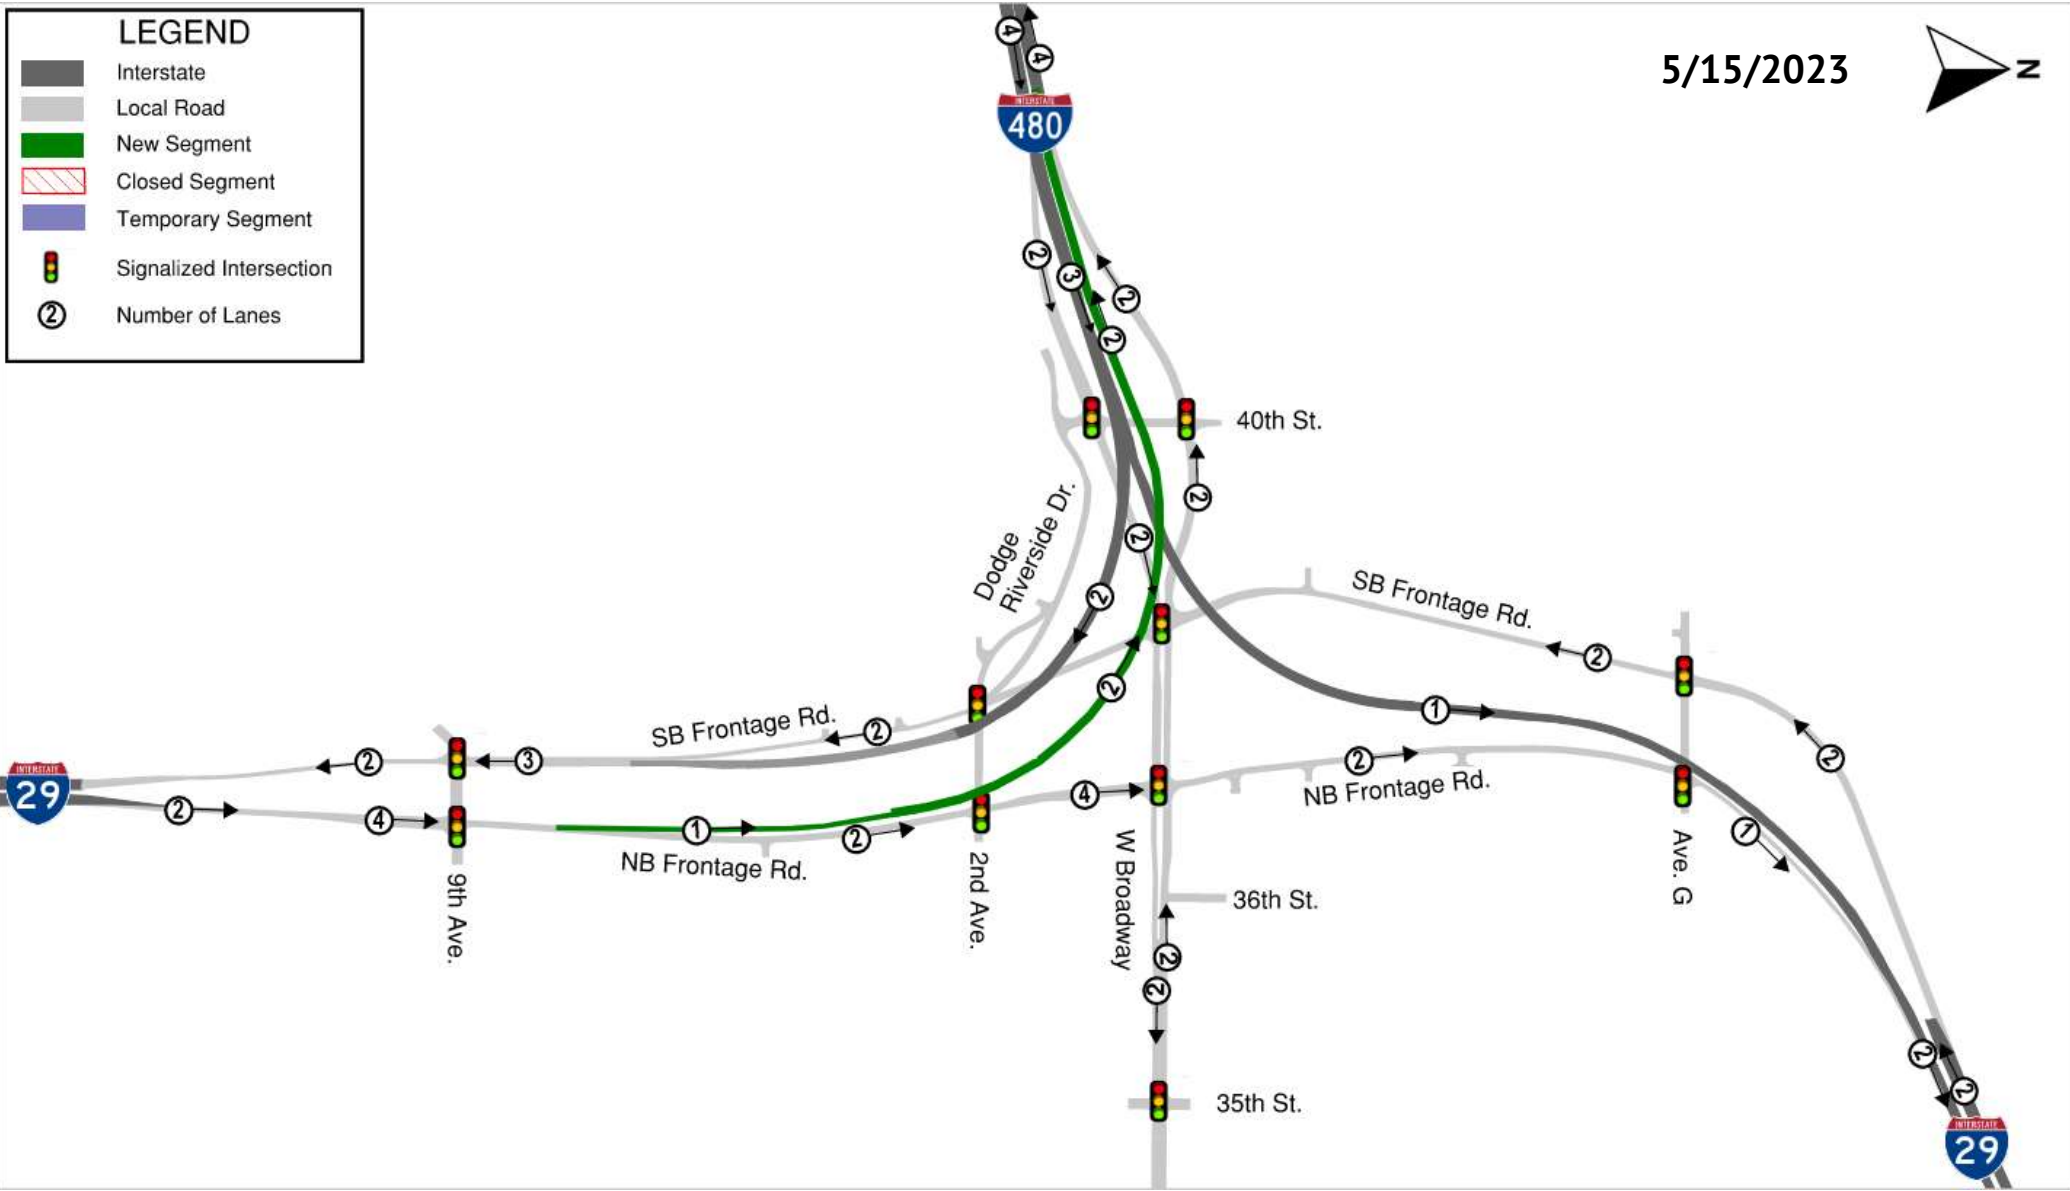 LEGEND
Interstate
Local Road
New Segment
Closed Segment
Temporary Segment
Signalized Intersection
2 Number of Lanes
5/15/2023
N
4
4
INTERSTATE
480
2
3
2
2
40th St.
2
Dodge
Riverside Dr.
2
2
SB Frontage Rd.
2
2
1
SB Frontage Rd.
2
2
3
2
NB Frontage Rd.
INTERSTATE
29
2
4
1
2
4
NB Frontage Rd.
9th Ave.
2nd Ave.
W Broadway
Ave. G
1
36th St.
2
2
35th St.
2
2
INTERSTATE
29